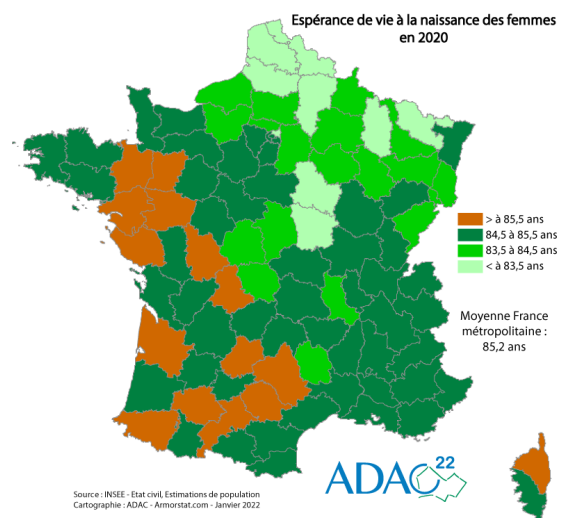 Espérance de vie à la naissance des femmes
en 2020
> à 85,5 ans
84,5 à 85,5 ans
83,5 à 84,5 ans
< à 83,5 ans
Moyenne France
métropolitaine :
85,2 ans
ADAC 22
Source : INSEE - Etat civil, Estimations de population
Cartographie : ADAC - Armorstat.com - Janvier 2022